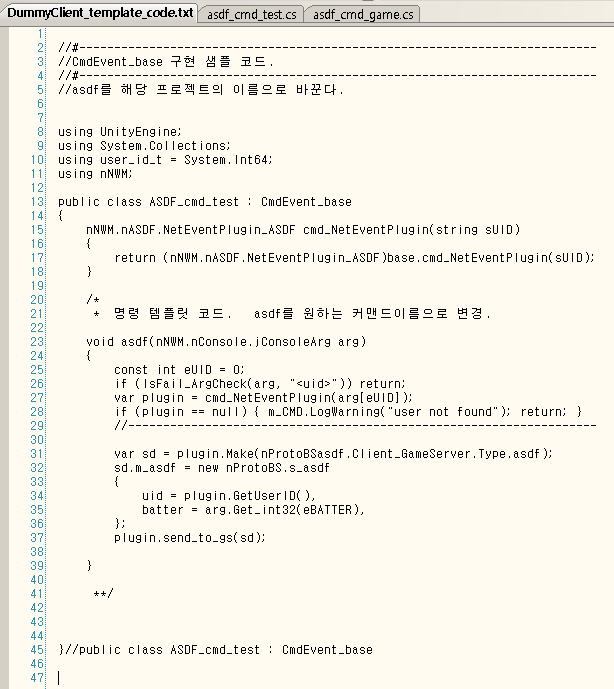 DummyClient_template_code.txt asdf_cmd_test.cs asdf_cmd_game.cs
1
2 //#--------------------------------------------------------------------------
3 //CmdEvent_base 구현 샘플 코드.
4 //#--------------------------------------------------------------------------
5 //asdf를 해당 프로젝트의 이름으로 바꾼다.
6
7
8 using UnityEngine;
9 using System.Collections;
10 using user_id_t = System.Int64;
11 using nNWM;
12
13 public class ASDF_cmd_test : CmdEvent_base
14 {
15     nNWM.nASDF.NetEventPlugin_ASDF cmd_NetEventPlugin(string sUID)
16     {
17         return (nNWM.nASDF.NetEventPlugin_ASDF)base.cmd_NetEventPlugin(sUID);
18     }
19
20     /*
21      * 명령 템플릿 코드.  asdf를 원하는 커맨드이름으로 변경.
22
23     void asdf(nNWM.nConsole.jConsoleArg arg)
24     {
25         const int eUID = 0;
26         if (IsFail_ArgCheck(arg, "<uid>")) return;
27         var plugin = cmd_NetEventPlugin(arg[eUID]);
28         if (plugin == null) { m_CMD.LogWarning("user not found"); return; }
29         //-------------------------------------------------------------------
30
31         var sd = plugin.Make(nProtoBSasdf.Client_GameServer.Type.asdf);
32         sd.m_asdf = new nProtoBS.s_asdf
33         {
34             uid = plugin.GetUserID(),
35             batter = arg.Get_int32(eBATTER),
36         };
37         plugin.send_to_gs(sd);
38
39     }
40
41      **/
42
43
44
45 }//public class ASDF_cmd_test : CmdEvent_base
46
47